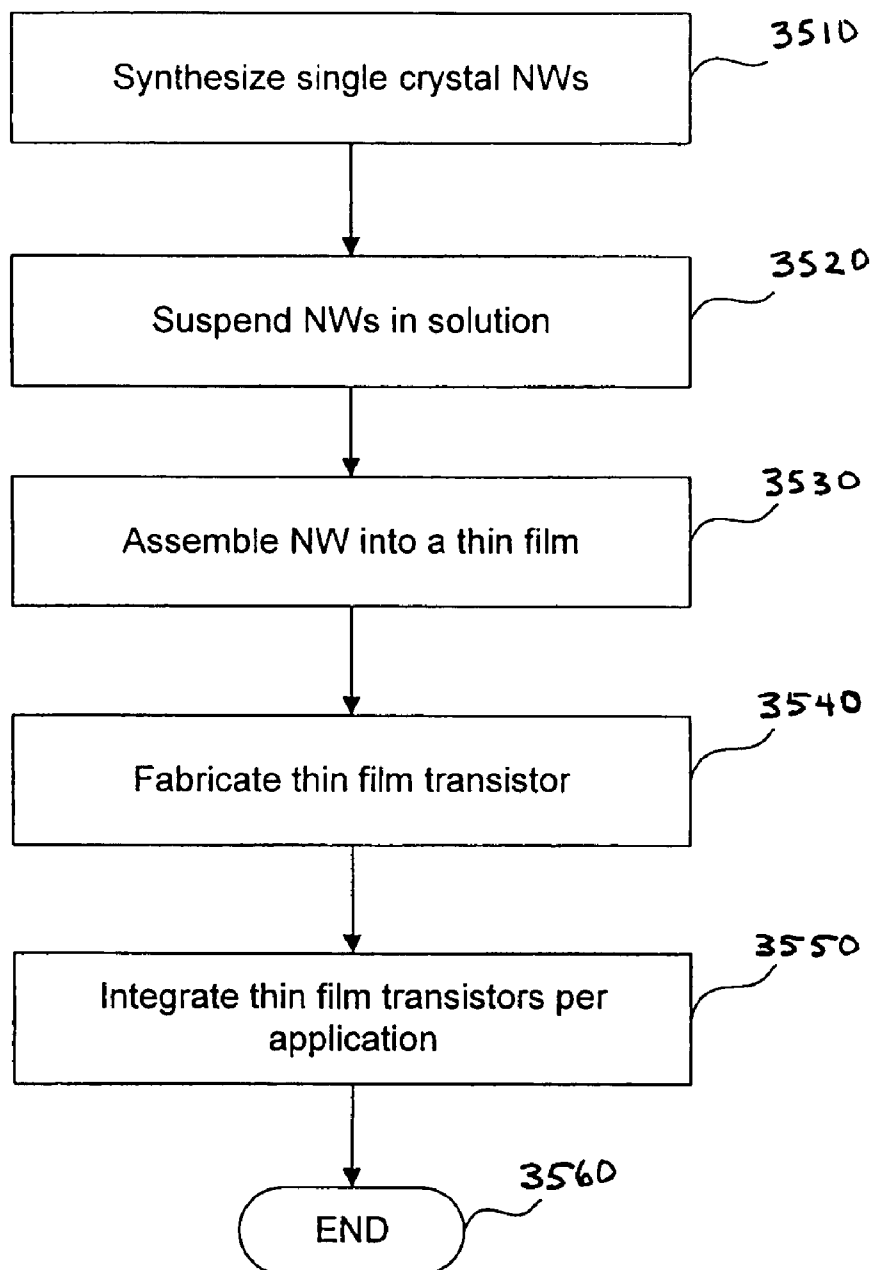 3510
Synthesize single crystal NWs
3520
Suspend NWs in solution
3530
Assemble NW into a thin film
3540
Fabricate thin film transistor
3550
Integrate thin film transistors per
application
3560
END